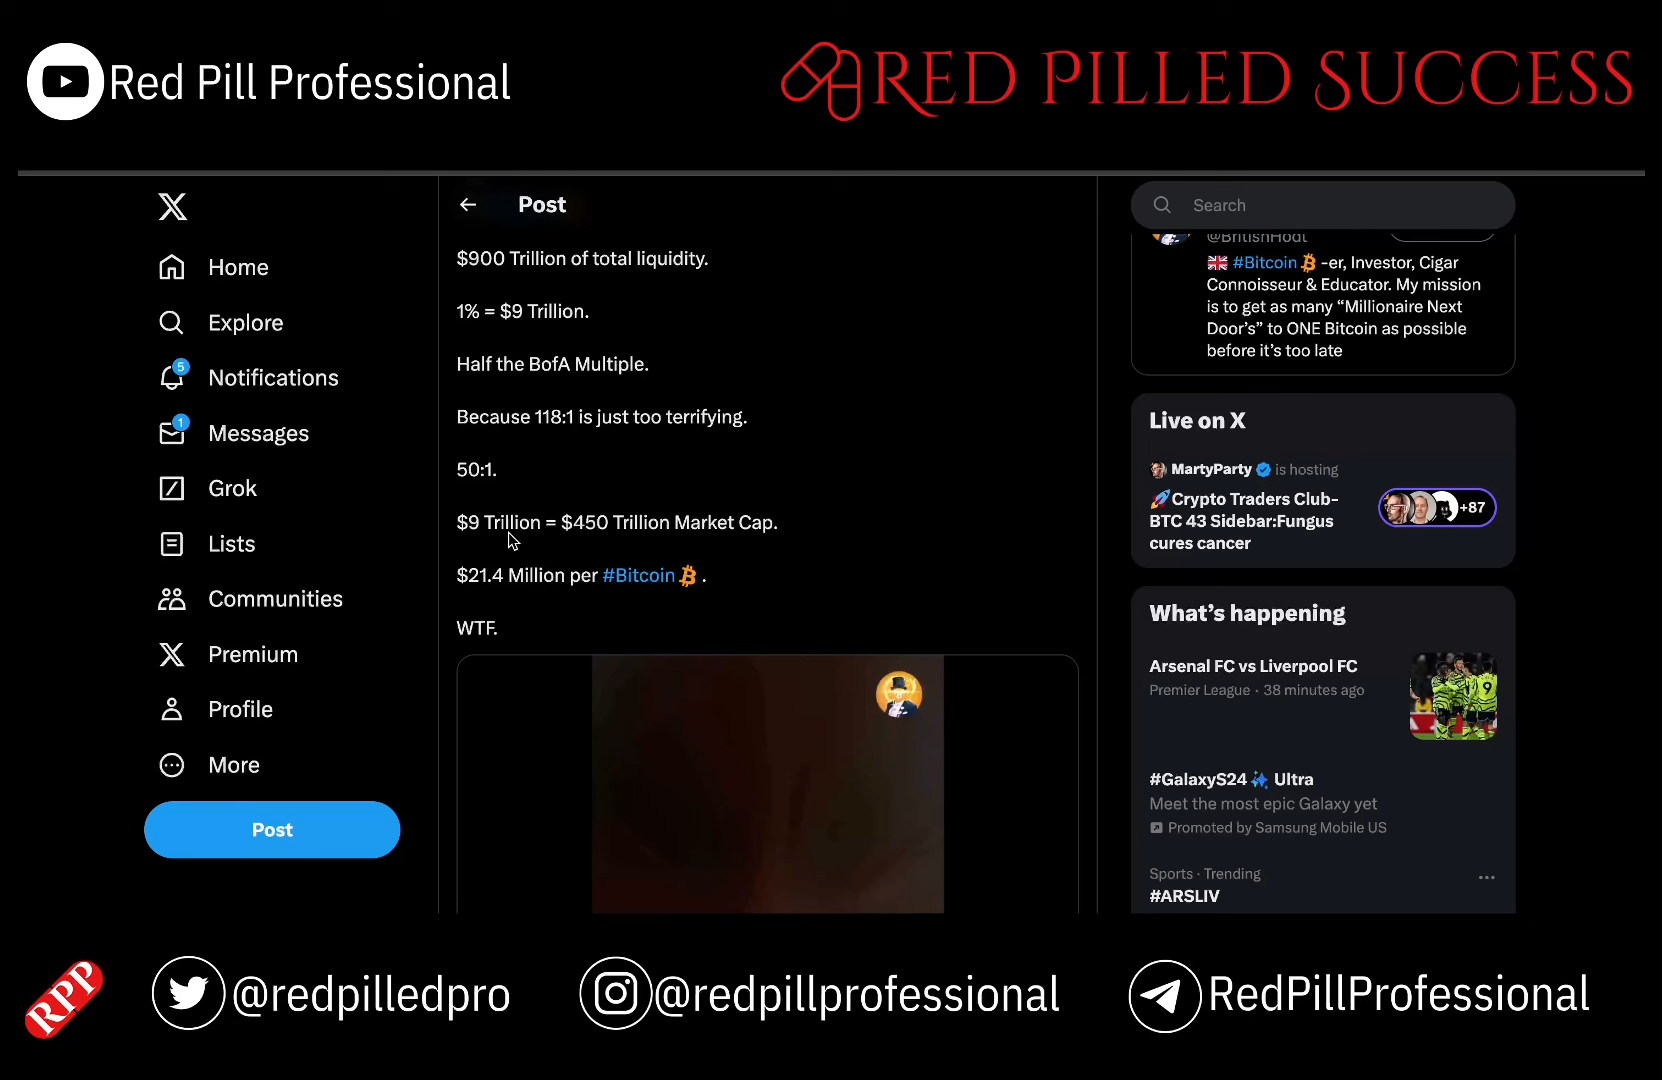 Red Pill Professional
RED PILLED SUCCESS
X
Home
Explore
5
Notifications
1
Messages
Grok
Lists
Communities
Premium
Profile
More
Post
Post
$900 Trillion of total liquidity.
1% = $9 Trillion.
Half the BofA Multiple.
Because 118:1 is just too terrifying.
50:1.
$9 Trillion = $450 Trillion Market Cap.
$21.4 Million per #Bitcoin .
WTF.
Search
@BritishHodl
#Bitcoin -er, Investor, Cigar
Connoisseur & Educator. My mission
is to get as many “Millionaire Next
Door’s” to ONE Bitcoin as possible
before it’s too late
Live on X
MartyParty is hosting
🚀Crypto Traders Club-
BTC 43 Sidebar:Fungus
cures cancer
+87
What’s happening
Arsenal FC vs Liverpool FC
Premier League · 38 minutes ago
#GalaxyS24 Ultra
Meet the most epic Galaxy yet
Promoted by Samsung Mobile US
Sports · Trending
#ARSLIV
RPP
@redpilledpro
@redpillprofessional
RedPillProfessional